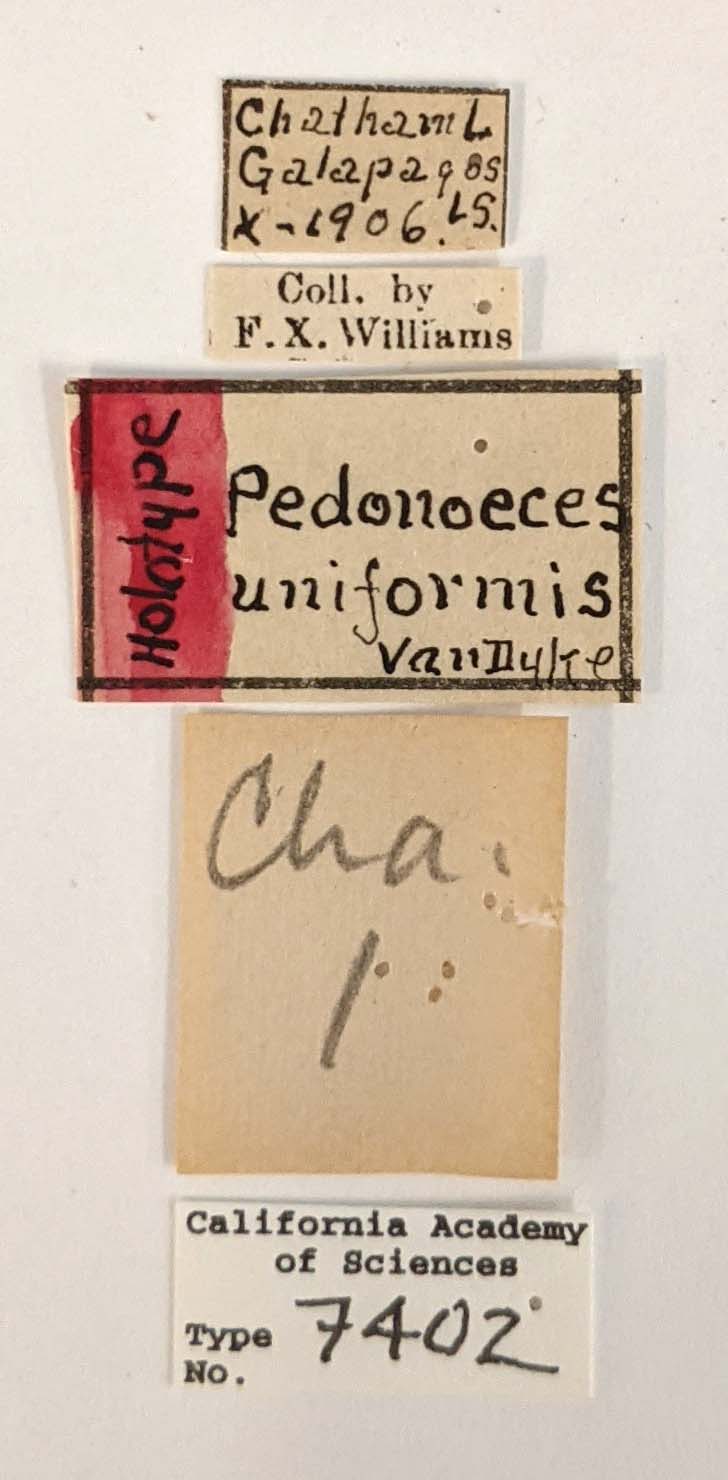 Chatham I.
Galapagos
X-1906. IS.
Coll. by
F. X. Williams
Holotype
Pedonoeces
uniformis
VanDyke
Cha.
1
California Academy
of Sciences
Type
No. 7402